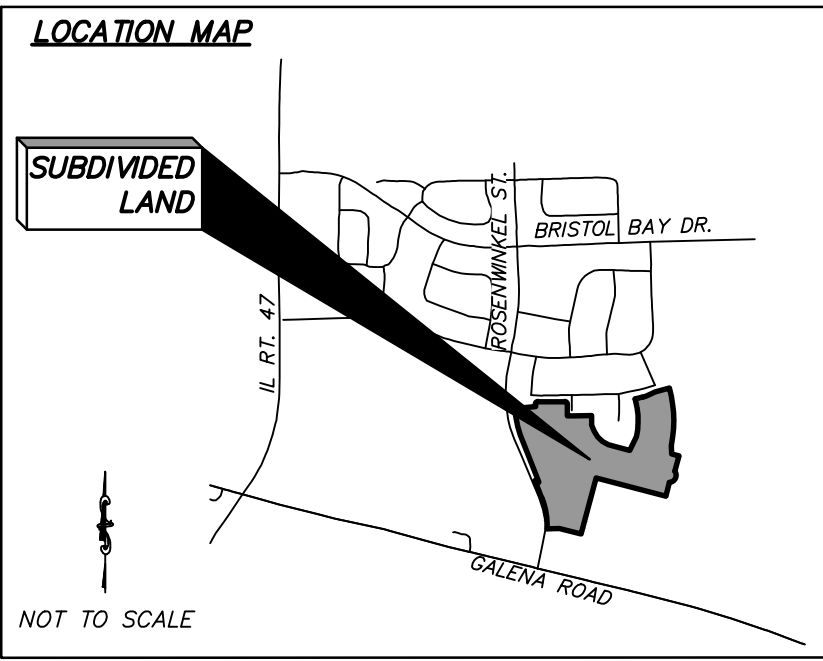 LOCATION MAP
SUBDIVIDED
LAND
ROSENWINKEL ST.
BRISTOL BAY DR.
IL RT. 47
GALENA ROAD
NOT TO SCALE